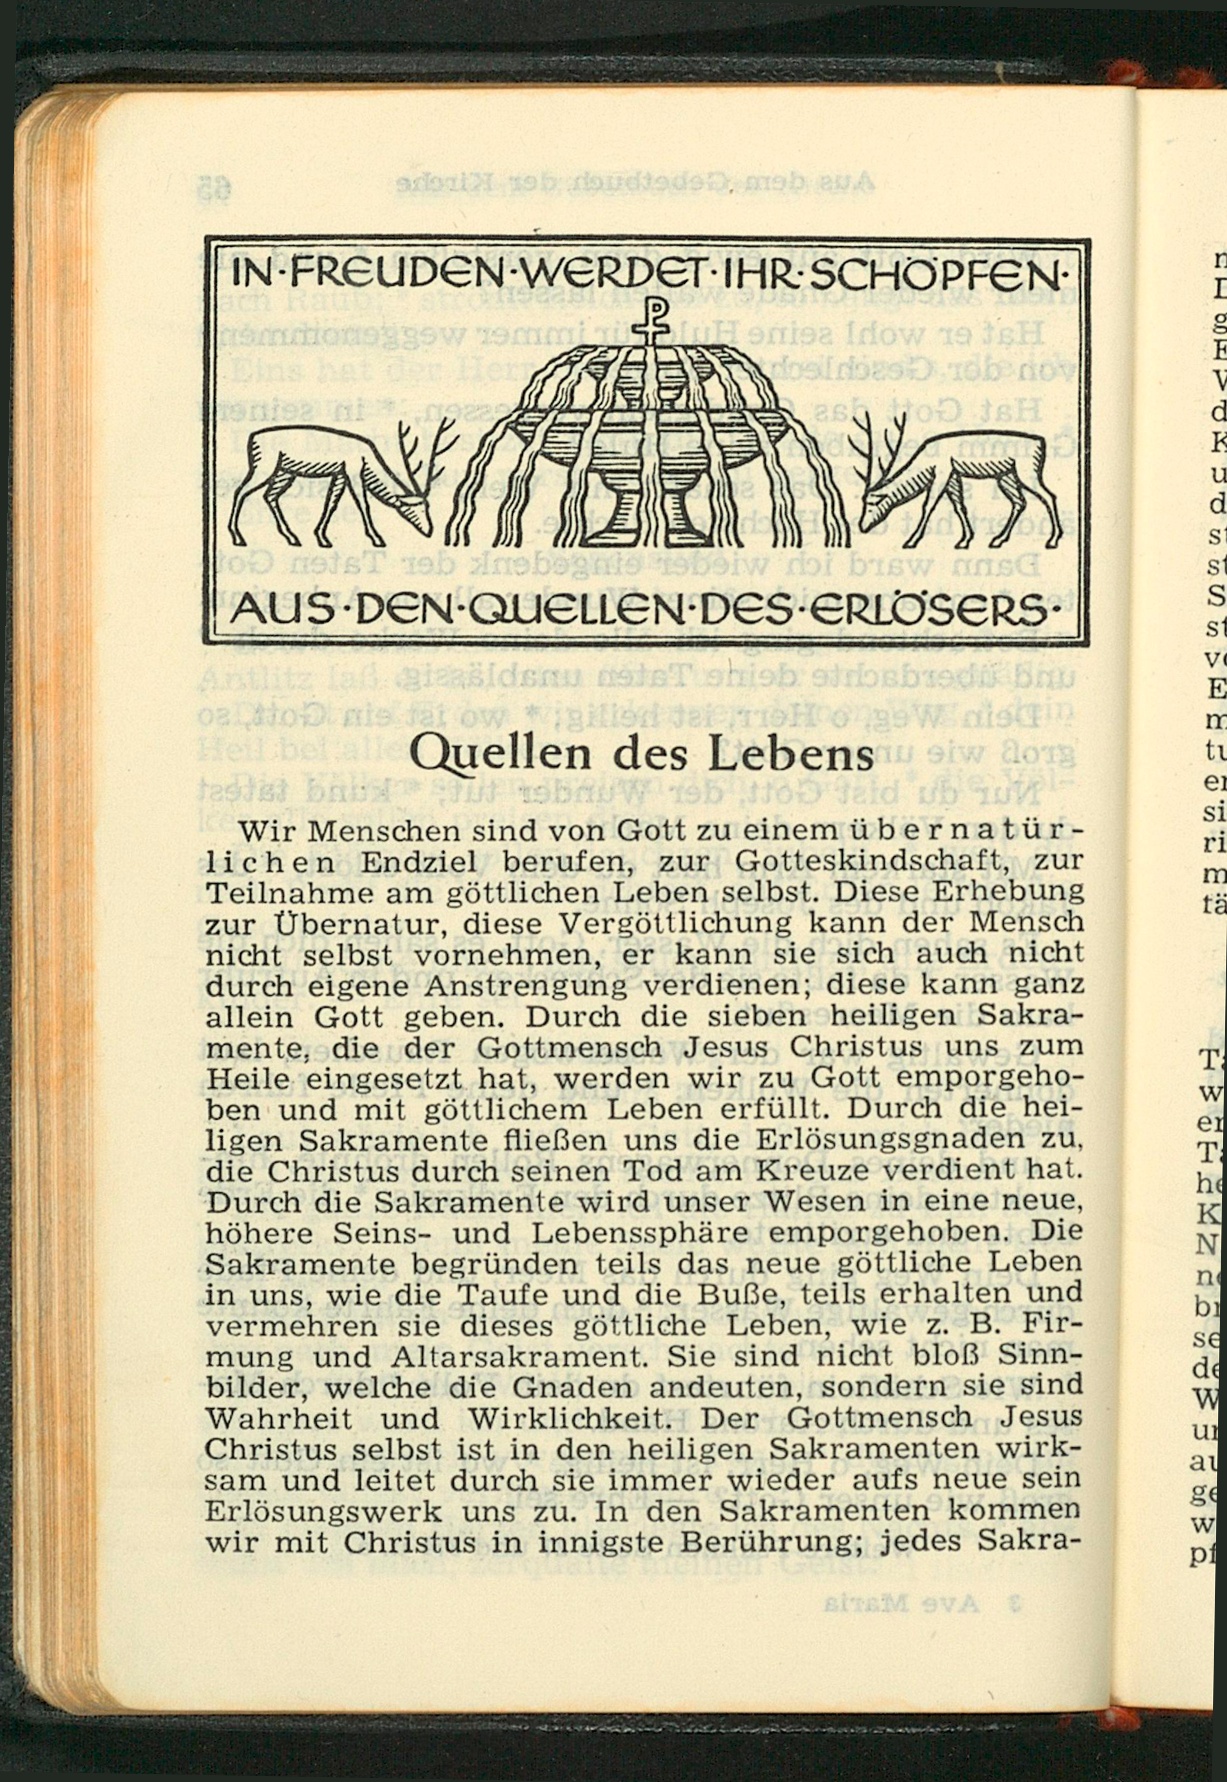 IN·FREUDEN·WERDET·IHR·SCHÖPFEN·
AUS·DEN·QUELLEN·DES·ERLÖSERS·
Quellen des Lebens
Wir Menschen sind von Gott zu einem übernatür-
lichen Endziel berufen, zur Gotteskindschaft, zur
Teilnahme am göttlichen Leben selbst. Diese Erhebung
zur Übernatur, diese Vergöttlichung kann der Mensch
nicht selbst vornehmen, er kann sie sich auch nicht
durch eigene Anstrengung verdienen; diese kann ganz
allein Gott geben. Durch die sieben heiligen Sakra-
mente, die der Gottmensch Jesus Christus uns zum
Heile eingesetzt hat, werden wir zu Gott emporgeho-
ben und mit göttlichem Leben erfüllt. Durch die hei-
ligen Sakramente fließen uns die Erlösungsgnaden zu,
die Christus durch seinen Tod am Kreuze verdient hat.
Durch die Sakramente wird unser Wesen in eine neue,
höhere Seins- und Lebenssphäre emporgehoben. Die
Sakramente begründen teils das neue göttliche Leben
in uns, wie die Taufe und die Buße, teils erhalten und
vermehren sie dieses göttliche Leben, wie z. B. Fir-
mung und Altarsakrament. Sie sind nicht bloß Sinn-
bilder, welche die Gnaden andeuten, sondern sie sind
Wahrheit und Wirklichkeit. Der Gottmensch Jesus
Christus selbst ist in den heiligen Sakramenten wirk-
sam und leitet durch sie immer wieder aufs neue sein
Erlösungswerk uns zu. In den Sakramenten kommen
wir mit Christus in innigste Berührung; jedes Sakra-